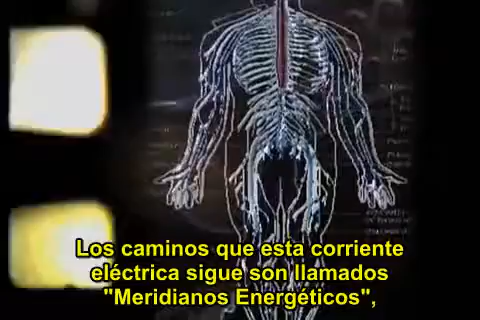 Los caminos que esta corriente
eléctrica sigue son llamados
"Meridianos Energéticos",